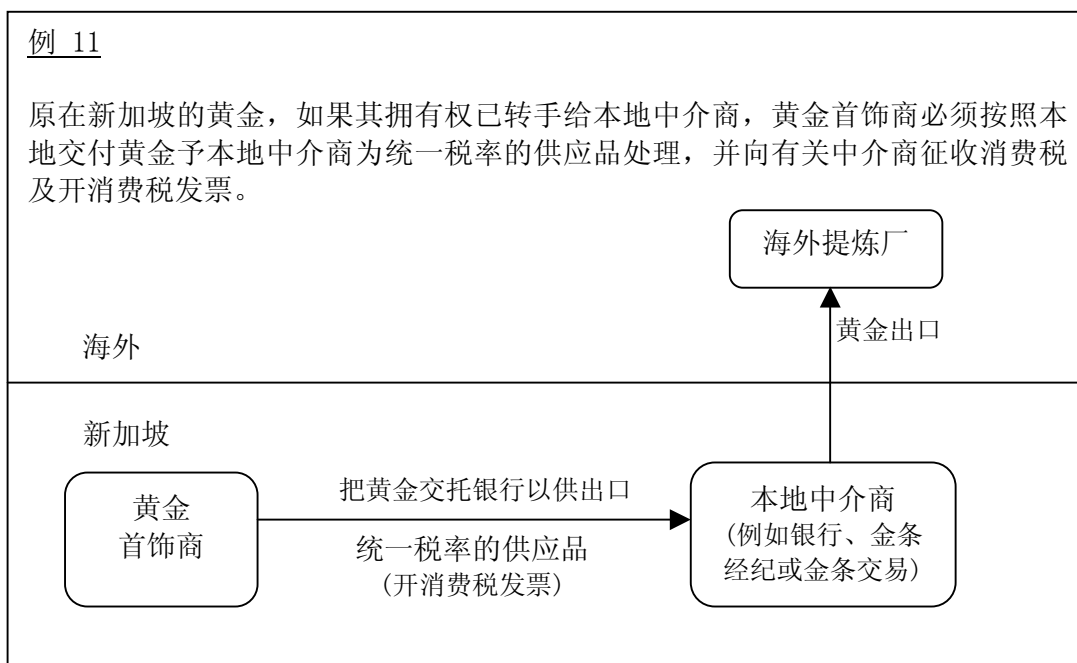 例 11
原在新加坡的黄金，如果其拥有权已转手给本地中介商，黄金首饰商必须按照本
地交付黄金予本地中介商为统一税率的供应品处理，并向有关中介商征收消费税
及开消费税发票。
海外提炼厂
黄金出口
海外
新加坡
黄金
首饰商
把黄金交托银行以供出口
统一税率的供应品
(开消费税发票)
本地中介商
(例如银行、金条
经纪或金条交易)